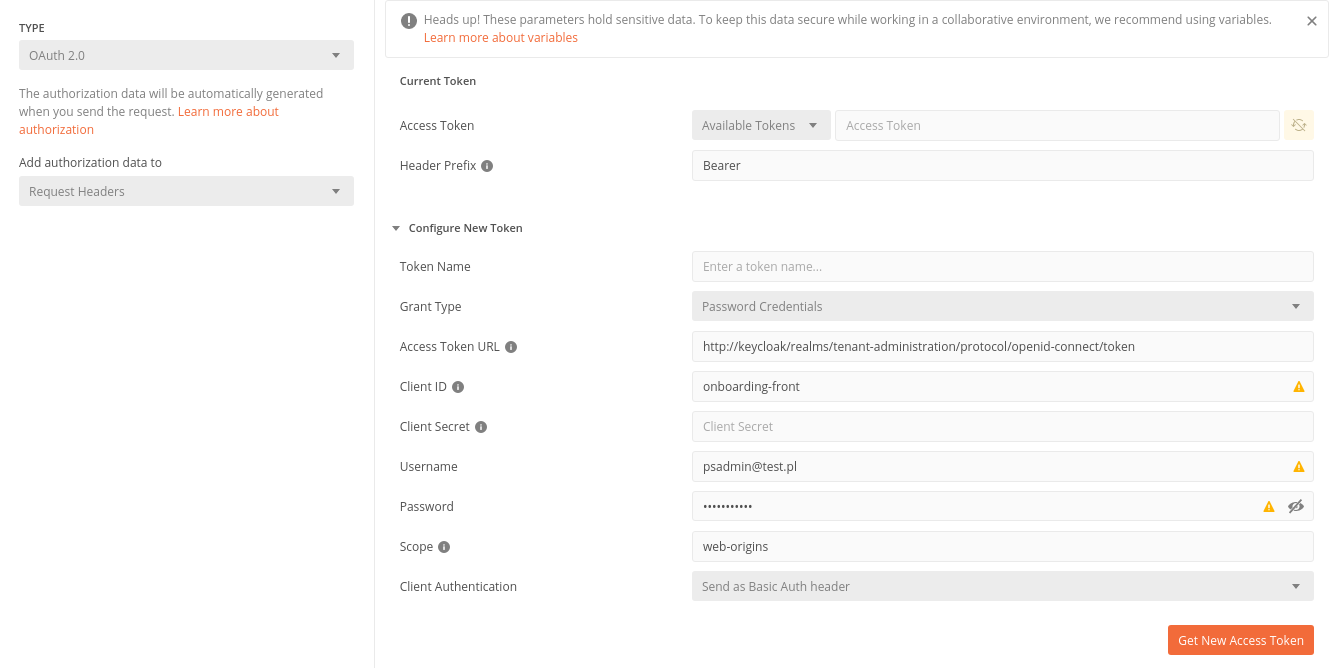 TYPE
OAuth 2.0
The authorization data will be automatically generated
when you send the request. Learn more about
authorization
Add authorization data to
Request Headers
Heads up! These parameters hold sensitive data. To keep this data secure while working in a collaborative environment, we recommend using variables.
Learn more about variables
Current Token
Access Token Available Tokens Access Token
Header Prefix Bearer
Configure New Token
Token Name Enter a token name...
Grant Type Password Credentials
Access Token URL http://keycloak/realms/tenant-administration/protocol/openid-connect/token
Client ID onboarding-front
Client Secret Client Secret
Username psadmin@test.pl
Password •••••••••••
Scope web-origins
Client Authentication Send as Basic Auth header
Get New Access Token